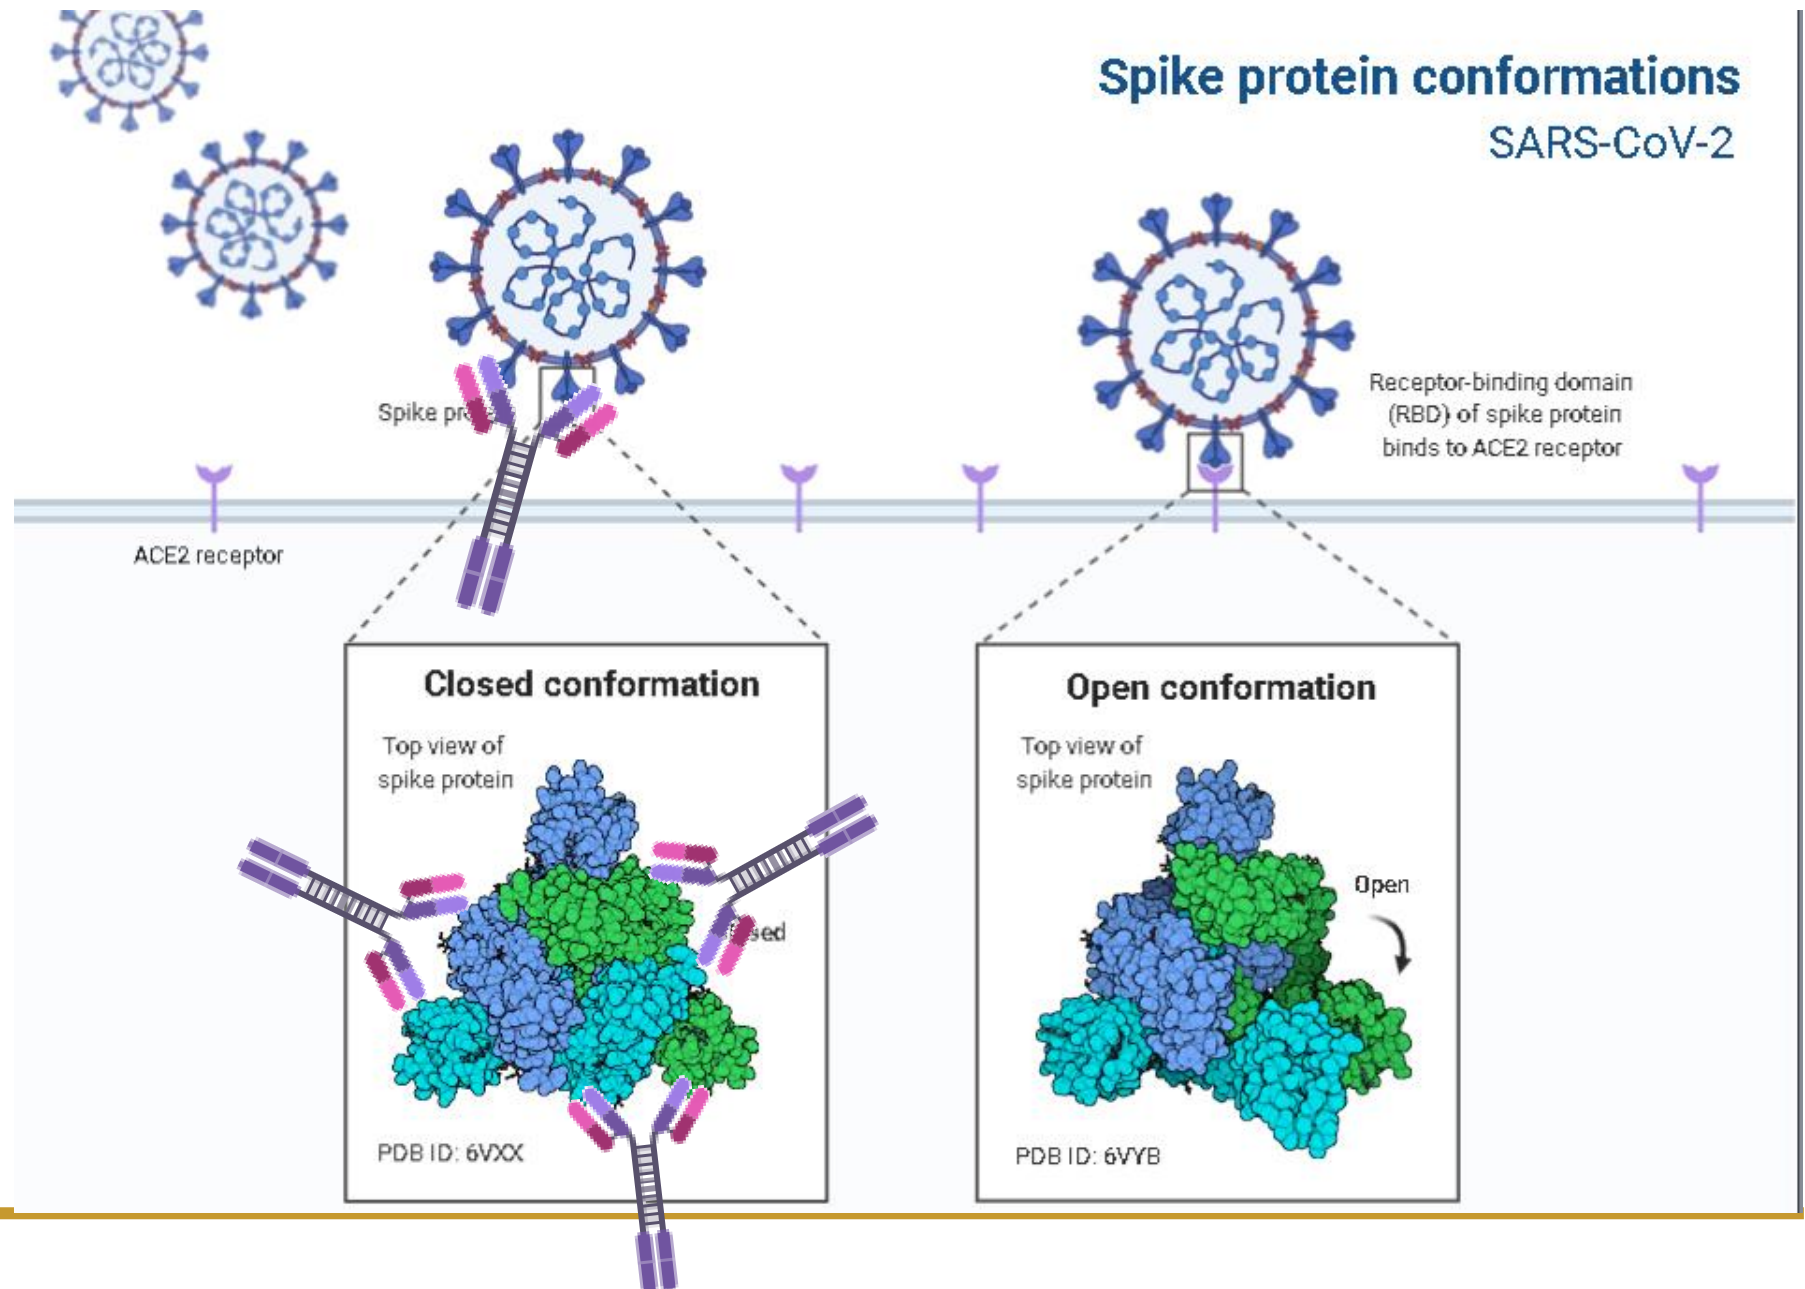 Spike protein conformations
SARS-CoV-2
Receptor-binding domain
(RBD) of spike protein
binds to ACE2 receptor
Spike
ACE2 receptor
Closed conformation
Top view of
spike protein
PDB ID: 6VXX
Open conformation
Top view of
spike protein
Open
PDB ID: 6VYB